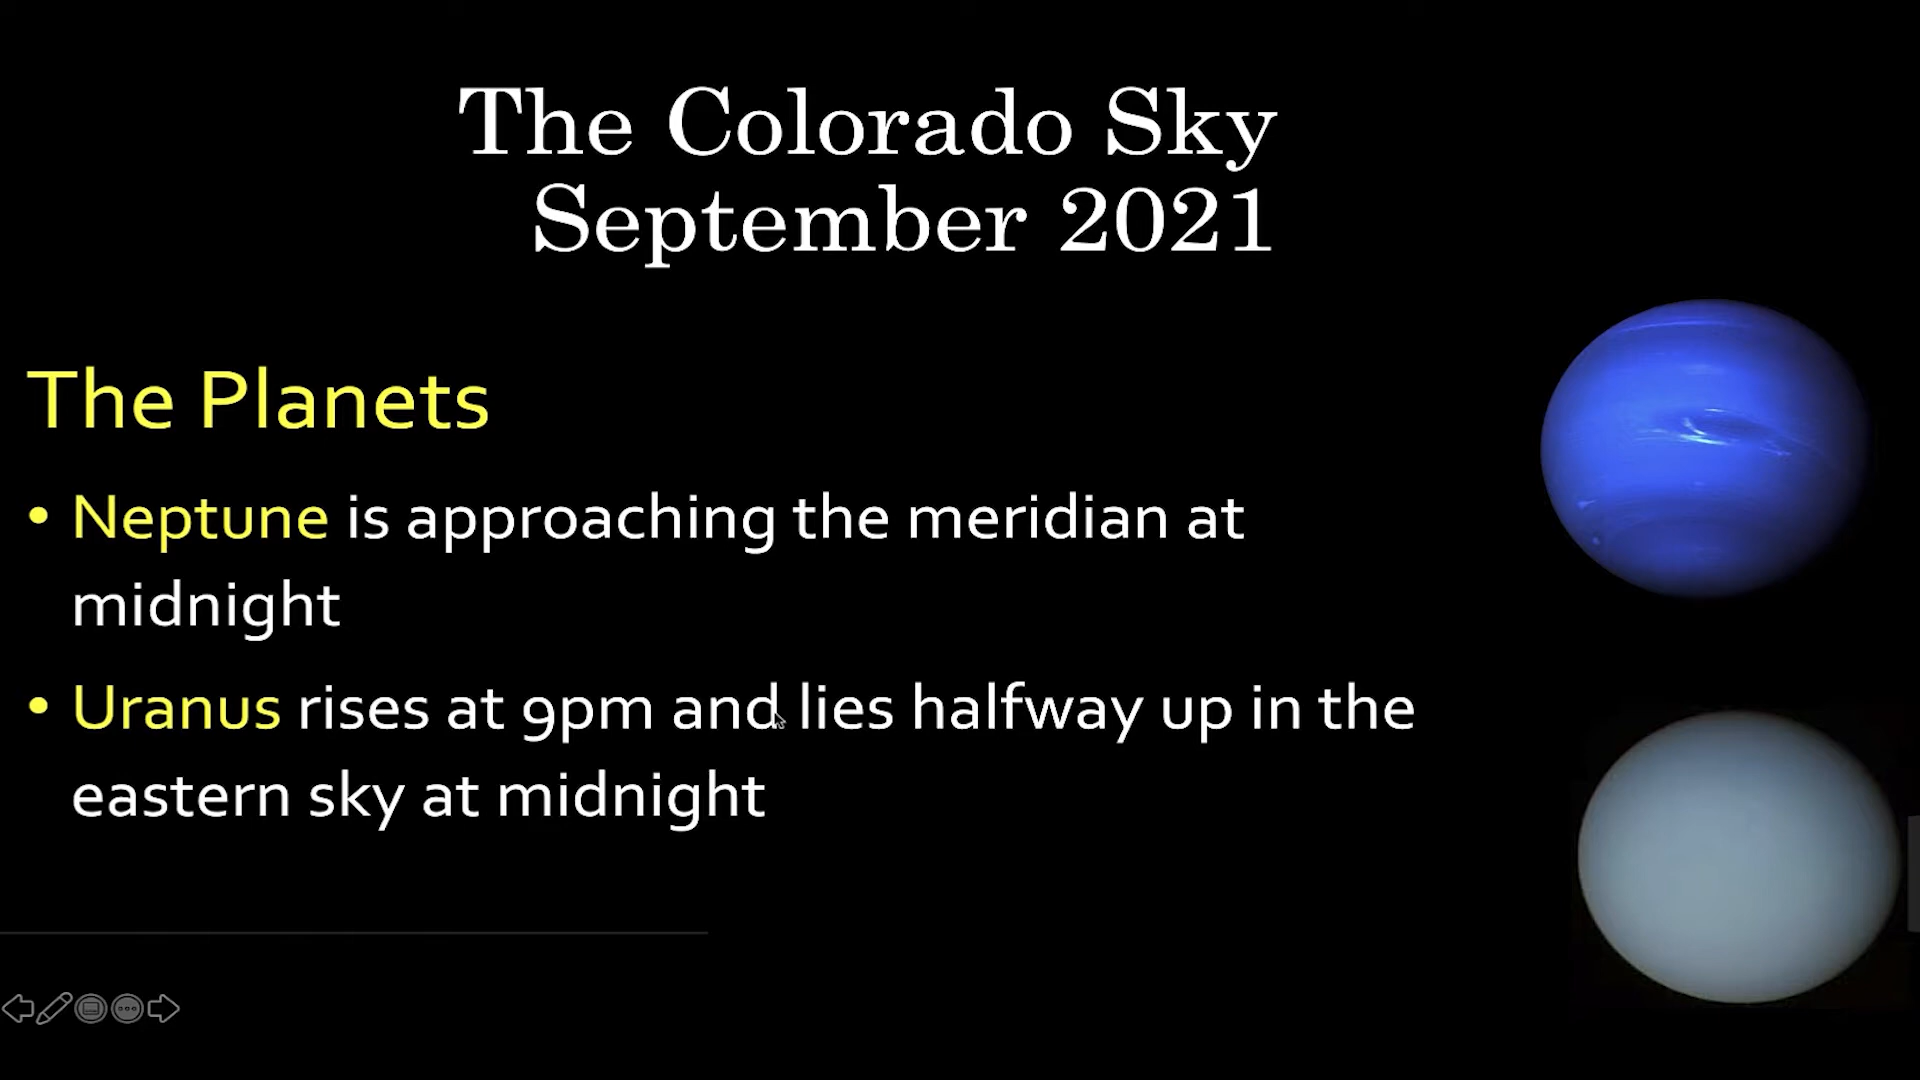 The Colorado Sky
September 2021
The Planets
• Neptune is approaching the meridian at
midnight
• Uranus rises at 9pm and lies halfway up in the
eastern sky at midnight